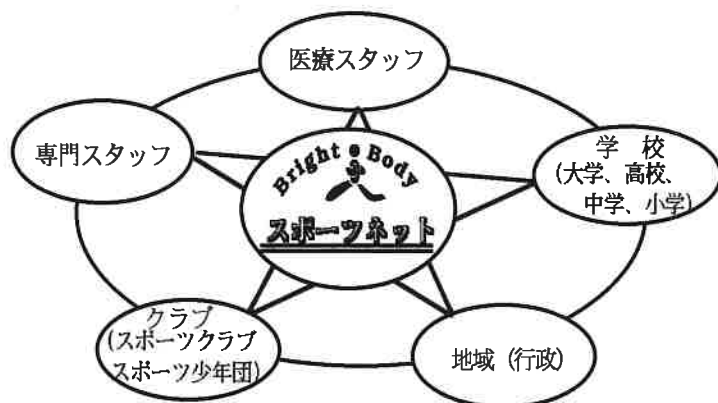 医療スタッフ
専門スタッフ
学 校
(大学、高校、
中学、小学)
Bright Body
スポーツネット
クラブ
(スポーツクラブ
スポーツ少年団)
地域 (行政)